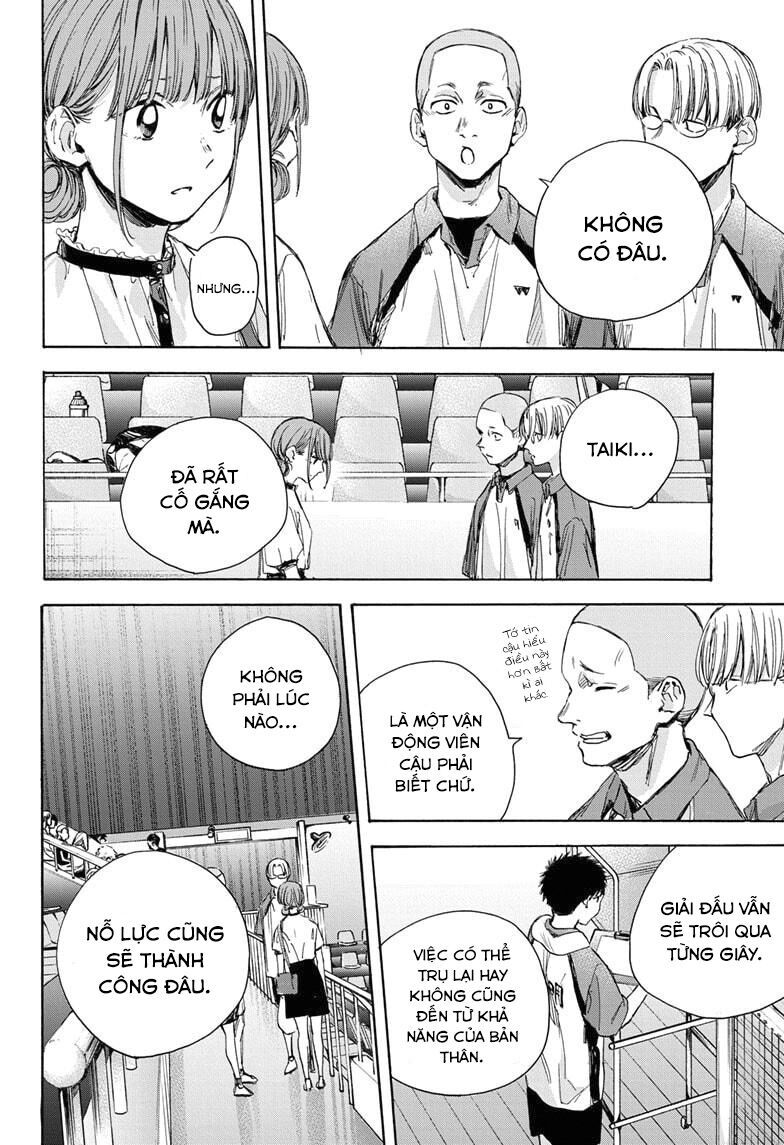 KHÔNG
CÓ ĐÂU.
W
NHƯNG...
TAIKI...
ĐÃ RẤT
CỐ GẮNG
MÀ.
Tớ tin
cậu hiểu
điều này
hơn bất
kì ai
khác
LÀ MỘT VẬN
ĐỘNG VIÊN
CẬU PHẢI
BIẾT CHỨ.
GIẢI ĐẤU VẪN
SẼ TRÔI QUA
TỪNG GIÂY.
VIỆC CÓ THỂ
TRỤ LẠI HAY
KHÔNG CŨNG
ĐẾN TỪ KHẢ
NĂNG CỦA BẢN
THÂN.
KHÔNG
PHẢI LÚC
NÀO...
NỖ LỰC CŨNG
SẼ THÀNH
CÔNG ĐÂU.